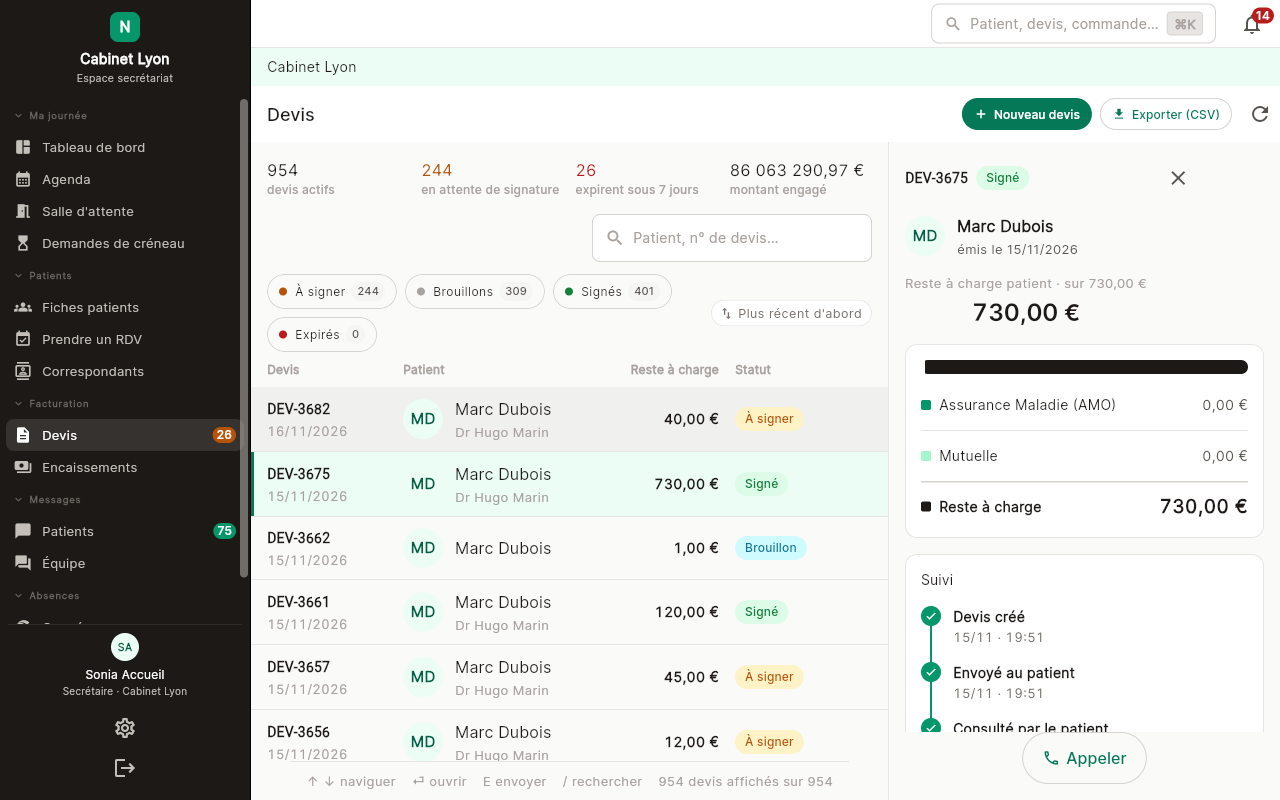 N
Cabinet Lyon
Espace secrétariat
Ma journée
Tableau de bord
Agenda
Salle d'attente
Demandes de créneau
Patients
Fiches patients
Prendre un RDV
Correspondants
Facturation
Devis 26
Encaissements
Messages
Patients 75
Équipe
Absences
SA
Sonia Accueil
Secrétaire · Cabinet Lyon
Patient, devis, commande... ⌘K
14
Cabinet Lyon
Devis
+ Nouveau devis
Exporter (CSV)
954
devis actifs
244
en attente de signature
26
expirent sous 7 jours
86 063 290,97 €
montant engagé
Patient, n° de devis...
À signer 244
Brouillons 309
Signés 401
Expirés 0
Plus récent d'abord
Devis Patient Reste à charge Statut
DEV-3682
16/11/2026
MD
Marc Dubois
Dr Hugo Marin
40,00 €
À signer
DEV-3675
15/11/2026
MD
Marc Dubois
Dr Hugo Marin
730,00 €
Signé
DEV-3662
15/11/2026
MD
Marc Dubois
1,00 €
Brouillon
DEV-3661
15/11/2026
MD
Marc Dubois
Dr Hugo Marin
120,00 €
Signé
DEV-3657
15/11/2026
MD
Marc Dubois
Dr Hugo Marin
45,00 €
À signer
DEV-3656
15/11/2026
MD
Marc Dubois
Dr Hugo Marin
12,00 €
À signer
↑ ↓ naviguer ⏎ ouvrir E envoyer / rechercher 954 devis affichés sur 954
DEV-3675 Signé
MD
Marc Dubois
émis le 15/11/2026
Reste à charge patient · sur 730,00 €
730,00 €
Assurance Maladie (AMO) 0,00 €
Mutuelle 0,00 €
Reste à charge 730,00 €
Suivi
Devis créé
15/11 · 19:51
Envoyé au patient
15/11 · 19:51
Consulté par le patient
Appeler